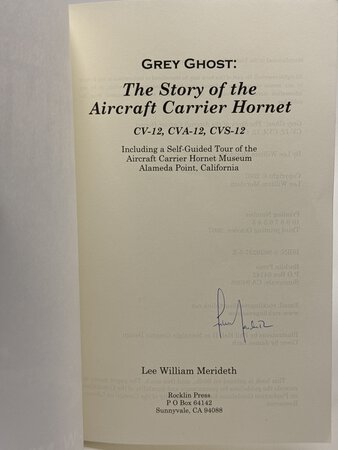 GREY GHOST:
The Story of the
Aircraft Carrier Hornet
CV-12, CVA-12, CVS-12
Including a Self-Guided Tour of the
Aircraft Carrier Hornet Museum
Alameda Point, California
Lee William Merideth
Rocklin Press
P O Box 64142
Sunnyvale, CA 94088